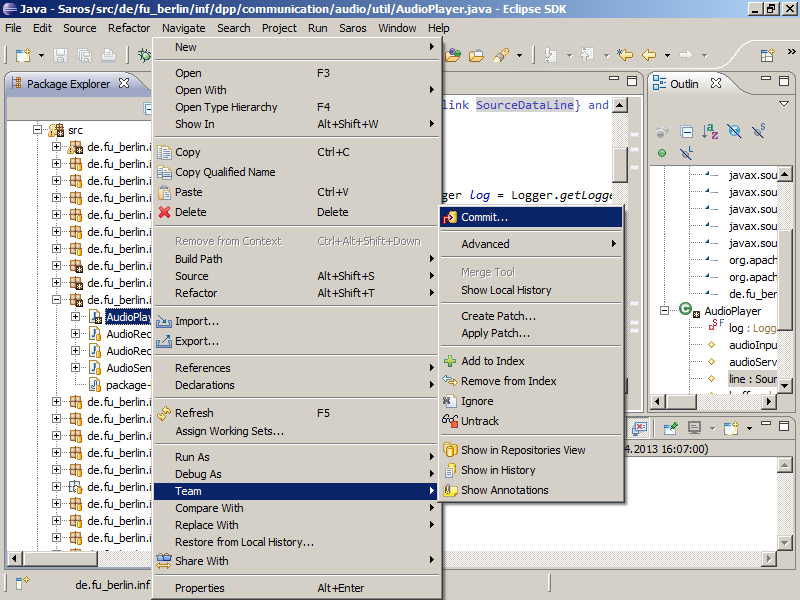 Java - Saros/src/de/fu_berlin/inf/dpp/communication/audio/util/AudioPlayer.java - Eclipse SDK
File Edit Source Refactor Navigate Search Project Run Saros Window Help
Package Explorer
src
de.fu_berlin.i
de.fu_berlin.i
de.fu_berlin.i
de.fu_berlin.i
de.fu_berlin.i
de.fu_berlin.i
de.fu_berlin.i
de.fu_berlin.i
de.fu_berlin.i
de.fu_berlin.i
AudioPlay
AudioRec
AudioRec
AudioSen
package-
de.fu_berlin.i
de.fu_berlin.i
de.fu_berlin.i
de.fu_berlin.i
de.fu_berlin.i
de.fu_berlin.i
de.fu_berlin.i
de.fu_berlin.i
de.fu_berlin.i
de.fu_berlin.inf
New
Open F3
Open With
Open Type Hierarchy F4
Show In Alt+Shift+W
Copy Ctrl+C
Copy Qualified Name
Paste Ctrl+V
Delete Delete
Remove from Context Ctrl+Alt+Shift+Down
Build Path
Source Alt+Shift+S
Refactor Alt+Shift+T
Import...
Export...
References
Declarations
Refresh F5
Assign Working Sets...
Run As
Debug As
Team
Compare With
Replace With
Restore from Local History...
Share With
Properties Alt+Enter
link SourceDataLine} and
ger log = Logger.getLogge
Commit...
Advanced
Merge Tool
Show Local History
Create Patch...
Apply Patch...
Add to Index
Remove from Index
Ignore
Untrack
Show in Repositories View
Show in History
Show Annotations
Outlin
javax.sou
javax.sou
javax.sou
javax.sou
javax.sou
org.apach
org.apach
de.fu_ber
AudioPlayer
log : Logg
audioInpu
audioServ
line : Sour
4.2013 16:07:00)